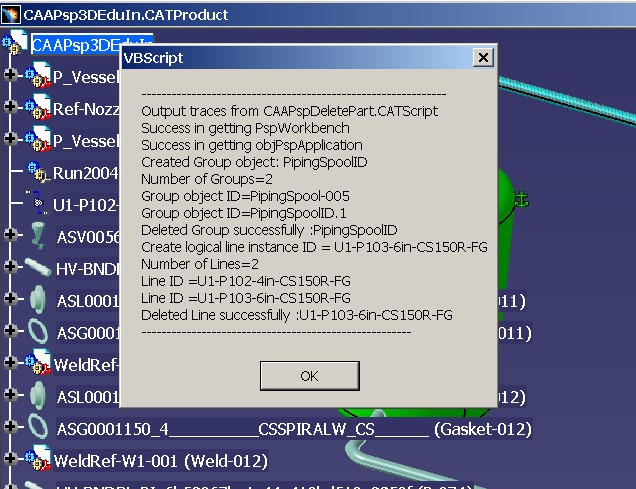 CAAPsp3DEduIn.CATProduct
CAAPsp3DEduIn
VBScript
P_Vessel
Ref-Nozz
P_Vessel
Run2004
U1-P102-
ASV0056
HV-BNDI
ASL0001
ASG0001
WeldRef-
ASL0001
------------------------------------------------------------
Output traces from CAAPspDeletePart.CATScript
Success in getting PspWorkbench
Success in getting objPspApplication
Created Group object: PipingSpoolID
Number of Groups=2
Group object ID=PipingSpool-005
Group object ID=PipingSpoolID.1
Deleted Group successfully :PipingSpoolID
Create logical line instance ID = U1-P103-6in-CS150R-FG
Number of Lines=2
Line ID =U1-P102-4in-CS150R-FG
Line ID =U1-P103-6in-CS150R-FG
Deleted Line successfully :U1-P103-6in-CS150R-FG
------------------------------------------------------
OK
011)
011)
012)
ASG0001150_4__________CSSPIRALW_CS______ (Gasket-012)
WeldRef-W1-001 (Weld-012)